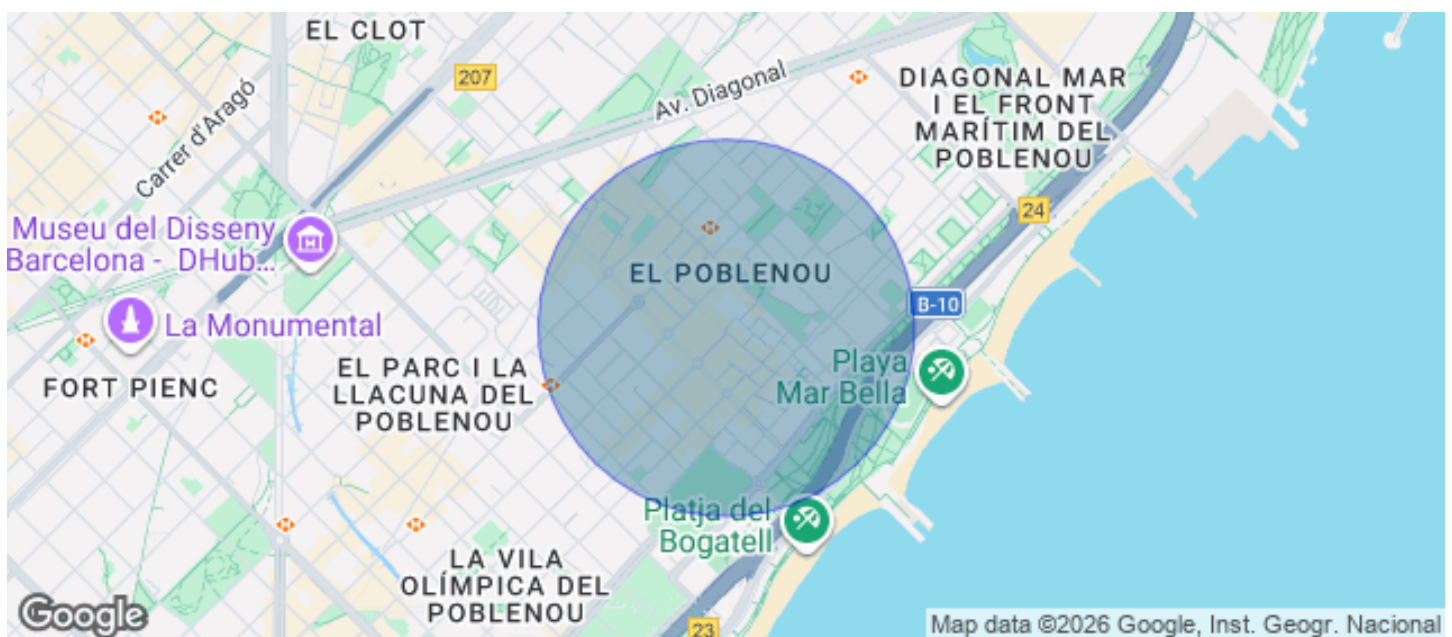 EL CLOT
207
Av. Diagonal
DIAGONAL MAR
I EL FRONT
MARÍTIM DEL
POBLENOU
Carrer d'Aragó
24
Museu del Disseny
Barcelona - DHub...
EL POBLENOU
B-10
La Monumental
FORT PIENC
EL PARC I LA
LLACUNA DEL
POBLENOU
Playa
Mar Bella
Platja del
Bogatell
LA VILA
OLÍMPICA DEL
POBLENOU
23
Google
Map data ©2026 Google, Inst. Geogr. Nacional